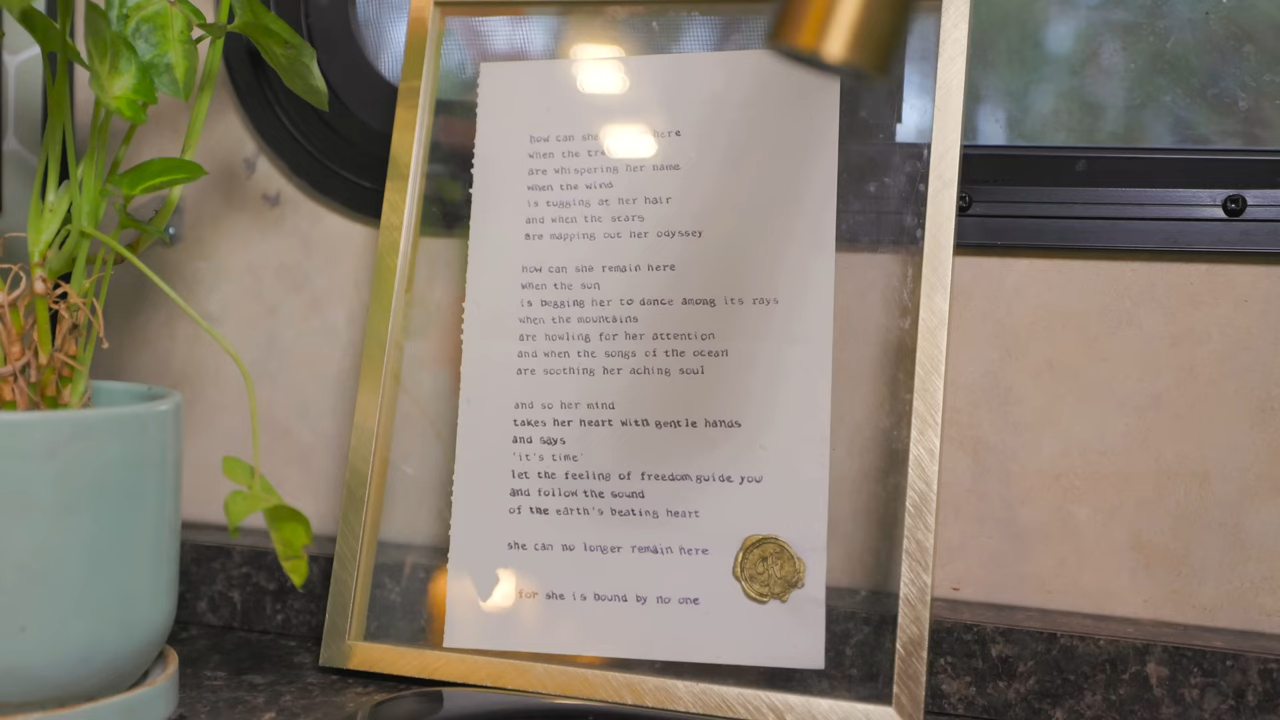 how can she here
when the
are whispering her name
when the wind
is tugging at her hair
and when the stars
are mapping out her odyssey
how can she remain here
when the sun
is begging her to dance among its rays
when the mountains
are howling for her attention
and when the songs of the ocean
are soothing her aching soul
and so her mind
takes her heart with gentle hands
and says
'it's time'
let the feeling of freedom guide you
and follow the sound
of the earth's beating heart
she can no longer remain here
for she is bound by no one